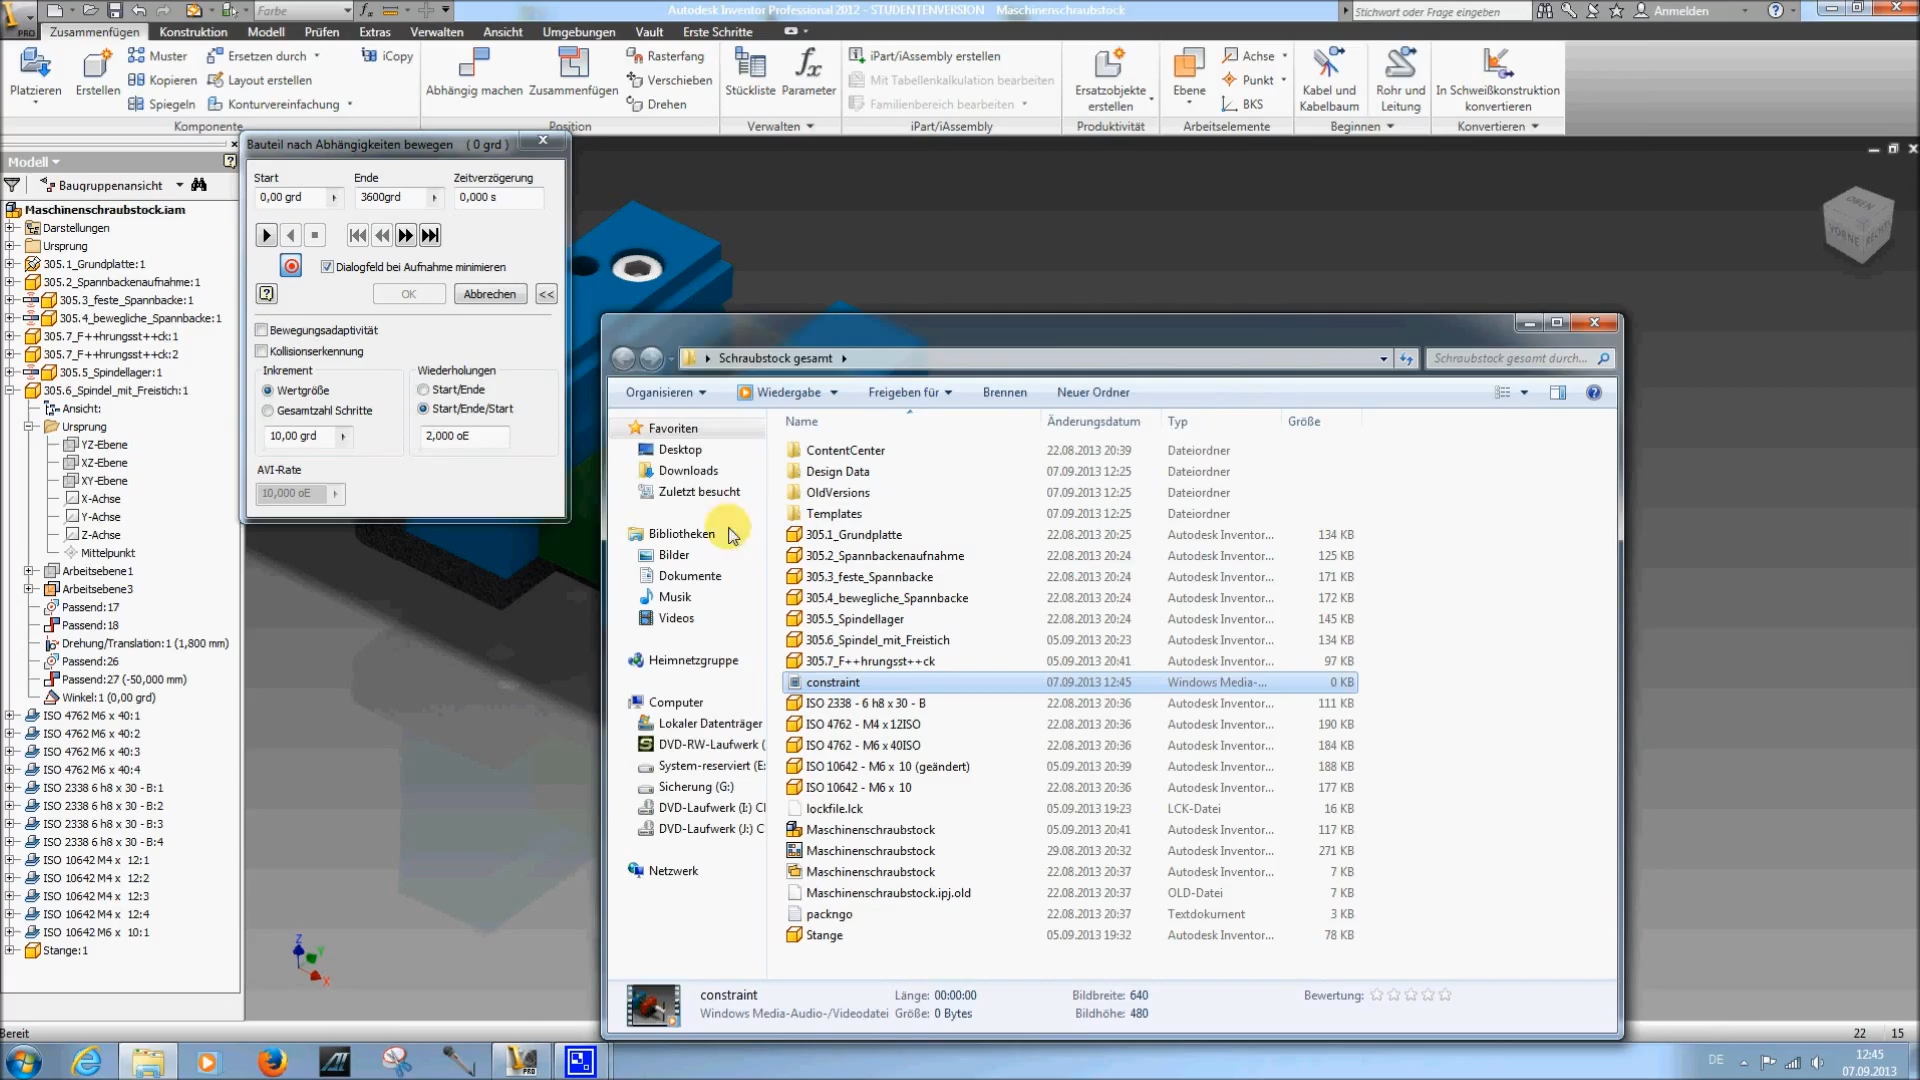 Farbe
Autodesk Inventor Professional 2012 – STUDENTENVERSION    Maschinenschraubstock
Stichwort oder Frage eingeben
Anmelden
PRO
Zusammenfügen Konstruktion Modell Prüfen Extras Verwalten Ansicht Umgebungen Vault Erste Schritte
Platzieren
Erstellen
Muster
Kopieren
Spiegeln
Ersetzen durch
Layout erstellen
Konturvereinfachung
iCopy
Komponente
Abhängig machen
Zusammenfügen
Rasterfang
Verschieben
Drehen
Position
Stückliste
Parameter
Verwalten
iPart/iAssembly erstellen
Mit Tabellenkalkulation bearbeiten
Familienbereich bearbeiten
iPart/iAssembly
Ersatzobjekte
erstellen
Produktivität
Ebene
Achse
Punkt
BKS
Arbeitselemente
Kabel und
Kabelbaum
Rohr und
Leitung
Beginnen
In Schweißkonstruktion
konvertieren
Konvertieren
Modell
Baugruppenansicht
Maschinenschraubstock.iam
Darstellungen
Ursprung
305.1_Grundplatte:1
305.2_Spannbackenaufnahme:1
305.3_feste_Spannbacke:1
305.4_bewegliche_Spannbacke:1
305.7_F++hrungsst++ck:1
305.7_F++hrungsst++ck:2
305.5_Spindellager:1
305.6_Spindel_mit_Freistich:1
Ansicht:
Ursprung
YZ-Ebene
XZ-Ebene
XY-Ebene
X-Achse
Y-Achse
Z-Achse
Mittelpunkt
Arbeitsebene1
Arbeitsebene3
Passend:17
Passend:18
Drehung/Translation:1 (1,800 mm)
Passend:26
Passend:27 (-50,000 mm)
Winkel:1 (0,00 grd)
ISO 4762 M6 x 40:1
ISO 4762 M6 x 40:2
ISO 4762 M6 x 40:3
ISO 4762 M6 x 40:4
ISO 2338 6 h8 x 30 - B:1
ISO 2338 6 h8 x 30 - B:2
ISO 2338 6 h8 x 30 - B:3
ISO 2338 6 h8 x 30 - B:4
ISO 10642 M4 x  12:1
ISO 10642 M4 x  12:2
ISO 10642 M4 x  12:3
ISO 10642 M4 x  12:4
ISO 10642 M6 x  10:1
Stange:1
Bauteil nach Abhängigkeiten bewegen   ( 0 grd )
Start Ende Zeitverzögerung
0,00 grd 3600grd 0,000 s
Dialogfeld bei Aufnahme minimieren
OK Abbrechen <<
Bewegungsadaptivität
Kollisionserkennung
Inkrement
Wertgröße
Gesamtzahl Schritte
10,00 grd
Wiederholungen
Start/Ende
Start/Ende/Start
2,000 oE
AVI-Rate
10,000 oE
OBEN
VORNE
RECHTS
Schraubstock gesamt
Schraubstock gesamt durch...
Organisieren Wiedergabe Freigeben für Brennen Neuer Ordner
Favoriten
Desktop
Downloads
Zuletzt besucht
Bibliotheken
Bilder
Dokumente
Musik
Videos
Heimnetzgruppe
Computer
Lokaler Datenträger
DVD-RW-Laufwerk (
System-reserviert (E:
Sicherung (G:)
DVD-Laufwerk (I:) C
DVD-Laufwerk (J:) C
Netzwerk
Name Änderungsdatum Typ Größe
ContentCenter 22.08.2013 20:39 Dateiordner
Design Data 07.09.2013 12:25 Dateiordner
OldVersions 07.09.2013 12:25 Dateiordner
Templates 07.09.2013 12:25 Dateiordner
305.1_Grundplatte 22.08.2013 20:25 Autodesk Inventor... 134 KB
305.2_Spannbackenaufnahme 22.08.2013 20:24 Autodesk Inventor... 125 KB
305.3_feste_Spannbacke 22.08.2013 20:24 Autodesk Inventor... 171 KB
305.4_bewegliche_Spannbacke 22.08.2013 20:24 Autodesk Inventor... 172 KB
305.5_Spindellager 22.08.2013 20:24 Autodesk Inventor... 145 KB
305.6_Spindel_mit_Freistich 05.09.2013 20:23 Autodesk Inventor... 134 KB
305.7_F++hrungsst++ck 05.09.2013 20:41 Autodesk Inventor... 97 KB
constraint 07.09.2013 12:45 Windows Media-... 0 KB
ISO 2338 - 6 h8 x 30 - B 22.08.2013 20:36 Autodesk Inventor... 111 KB
ISO 4762 - M4 x 12ISO 22.08.2013 20:36 Autodesk Inventor... 190 KB
ISO 4762 - M6 x 40ISO 22.08.2013 20:36 Autodesk Inventor... 184 KB
ISO 10642 - M6 x 10 (geändert) 05.09.2013 20:39 Autodesk Inventor... 188 KB
ISO 10642 - M6 x 10 22.08.2013 20:36 Autodesk Inventor... 177 KB
lockfile.lck 05.09.2013 19:23 LCK-Datei 16 KB
Maschinenschraubstock 05.09.2013 20:41 Autodesk Inventor... 117 KB
Maschinenschraubstock 29.08.2013 20:32 Autodesk Inventor... 271 KB
Maschinenschraubstock 22.08.2013 20:37 Autodesk Inventor... 7 KB
Maschinenschraubstock.ipj.old 22.08.2013 20:37 OLD-Datei 7 KB
packngo 22.08.2013 20:37 Textdokument 3 KB
Stange 05.09.2013 19:32 Autodesk Inventor... 78 KB
constraint Länge: 00:00:00 Bildbreite: 640 Bewertung:
Windows Media-Audio-/Videodatei Größe: 0 Bytes Bildhöhe: 480
Z
Y
X
Bereit
22 15
PRO
DE
12:45
07.09.2013